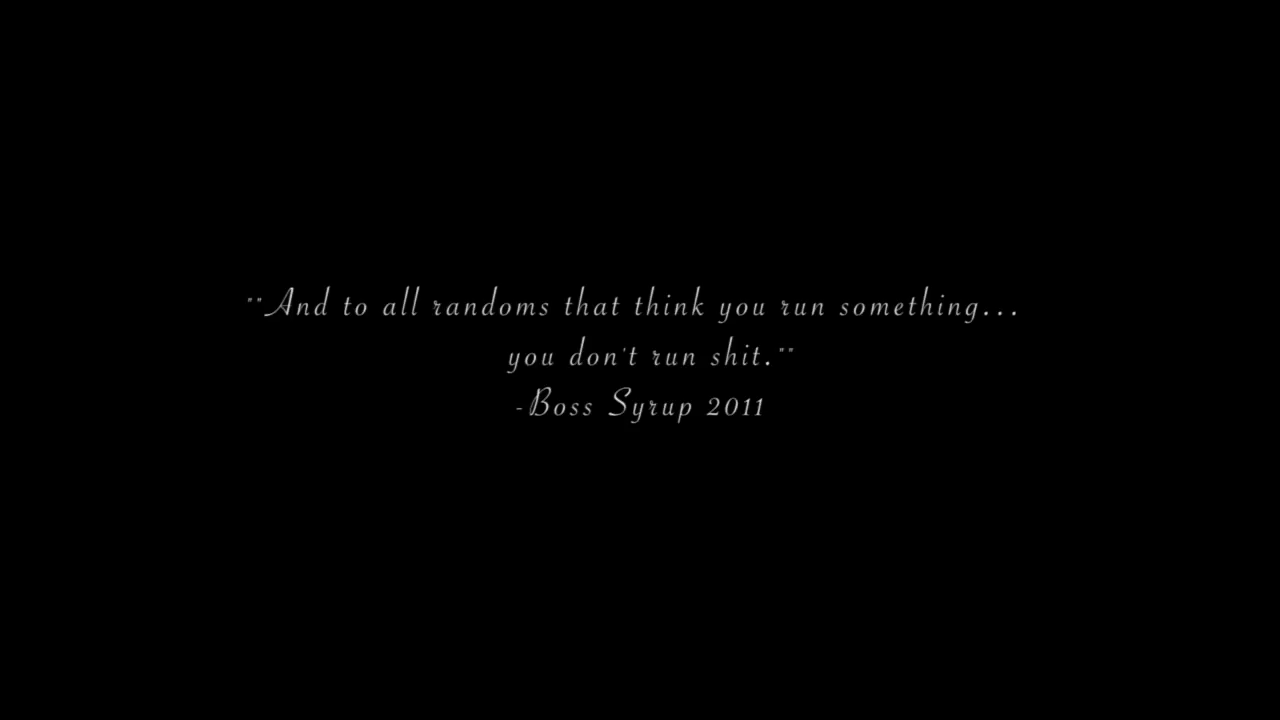 ""And to all randoms that think you run something...
you don't run shit.""
-Boss Syrup 2011